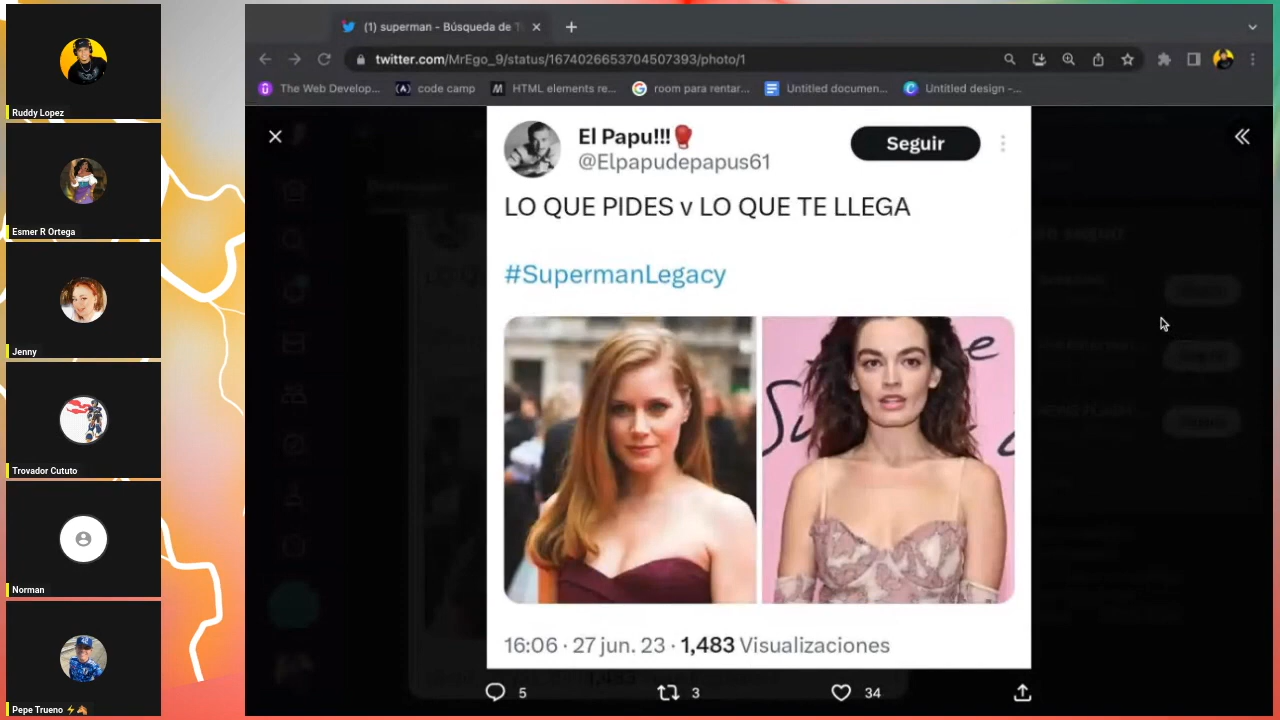 Ruddy Lopez
Esmer R Ortega
Jenny
Trovador Cututo
Norman
Pepe Trueno ⚡🐴
(1) superman - Búsqueda de T
twitter.com/MrEgo_9/status/1674026653704507393/photo/1
The Web Develop... code camp HTML elements re... room para rentar... Untitled documen... Untitled design -...
El Papu!!!🥊
@Elpapudepapus61
Seguir
LO QUE PIDES v LO QUE TE LLEGA
#SupermanLegacy
16:06 · 27 jun. 23 · 1,483 Visualizaciones
5 3 34